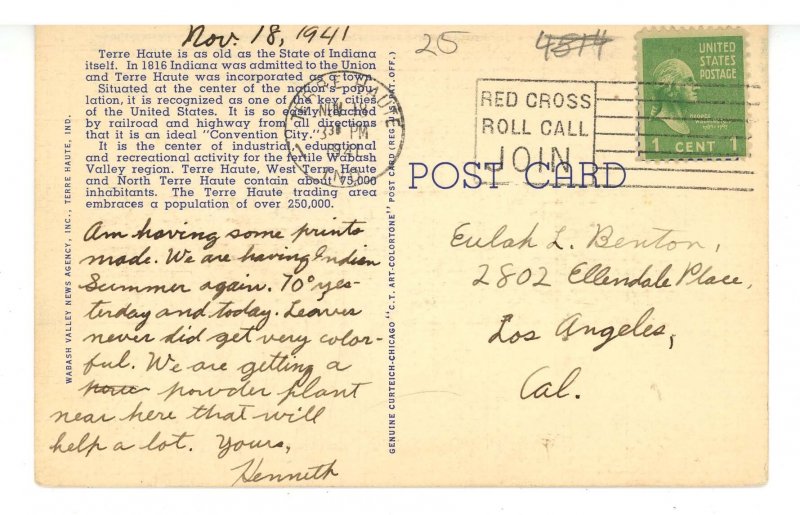 Nov. 18, 1941
Terre Haute is as old as the State of Indiana
itself. In 1816 Indiana was admitted to the Union
and Terre Haute was incorporated as a town.
Situated at the center of the nation's popu-
lation, it is recognized as one of the key cities
of the United States. It is so easily reached
by railroad and highway from all directions
that it is an ideal "Convention City."
It is the center of industrial, educational
and recreational activity for the fertile Wabash
Valley region. Terre Haute, West Terre Haute
and North Terre Haute contain about 75,000
inhabitants. The Terre Haute trading area
embraces a population of over 250,000.
Am having some prints
made. We are having Indian
Summer again. 70° yes-
terday and today. Leaves
never did get very color-
ful. We are getting a
powder plant
near here that will
help a lot. Yours,
Kenneth
WABASH VALLEY NEWS AGENCY, INC., TERRE HAUTE, IND.
GENUINE CURTEICH-CHICAGO "C.T. ART-COLORTONE" POST CARD (REG. U.S. PAT. OFF.)
25
4514
TERRE HAUTE
NOV 18
3 30 PM
1941
IND.
RED CROSS
ROLL CALL
JOIN
UNITED
STATES
POSTAGE
1 CENT 1
POST CARD
Eulah L. Benton,
2802 Ellendale Place,
Los Angeles,
Cal.